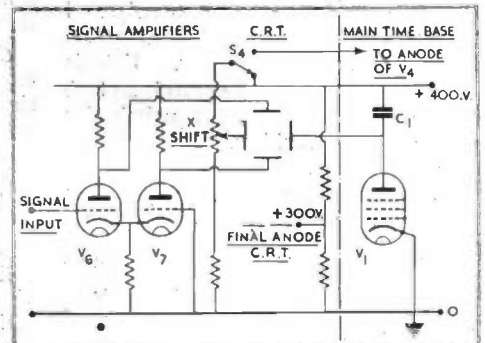 SIGNAL AMPUFIERS
C.R.T.
MAIN TIME BASE
S4
TO ANODE
OF V4
+ 400.V.
X
SHIFT
C1
SIGNAL
INPUT
+300V.
FINAL ANODE
C.R.T.
V6
V7
V1
O